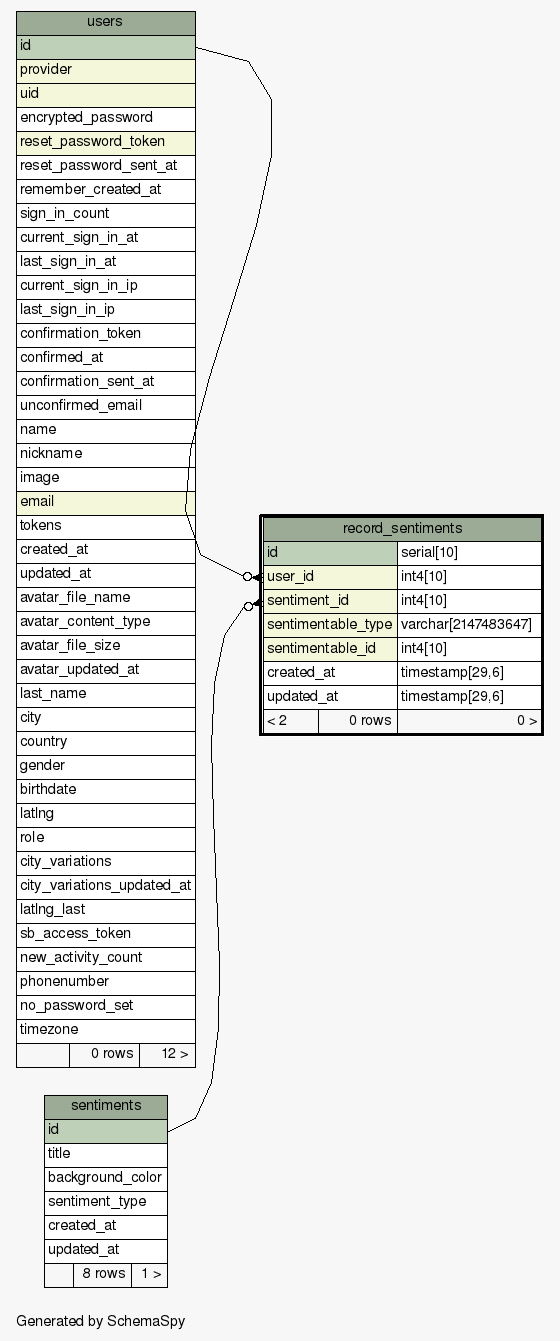 users
id
provider
uid
encrypted_password
reset_password_token
reset_password_sent_at
remember_created_at
sign_in_count
current_sign_in_at
last_sign_in_at
current_sign_in_ip
last_sign_in_ip
confirmation_token
confirmed_at
confirmation_sent_at
unconfirmed_email
name
nickname
image
email
tokens
created_at
updated_at
avatar_file_name
avatar_content_type
avatar_file_size
avatar_updated_at
last_name
city
country
gender
birthdate
latlng
role
city_variations
city_variations_updated_at
latlng_last
sb_access_token
new_activity_count
phonenumber
no_password_set
timezone
0 rows 12 >
record_sentiments
id serial[10]
user_id int4[10]
sentiment_id int4[10]
sentimentable_type varchar[2147483647]
sentimentable_id int4[10]
created_at timestamp[29,6]
updated_at timestamp[29,6]
< 2 0 rows 0 >
sentiments
id
title
background_color
sentiment_type
created_at
updated_at
8 rows 1 >
Generated by SchemaSpy